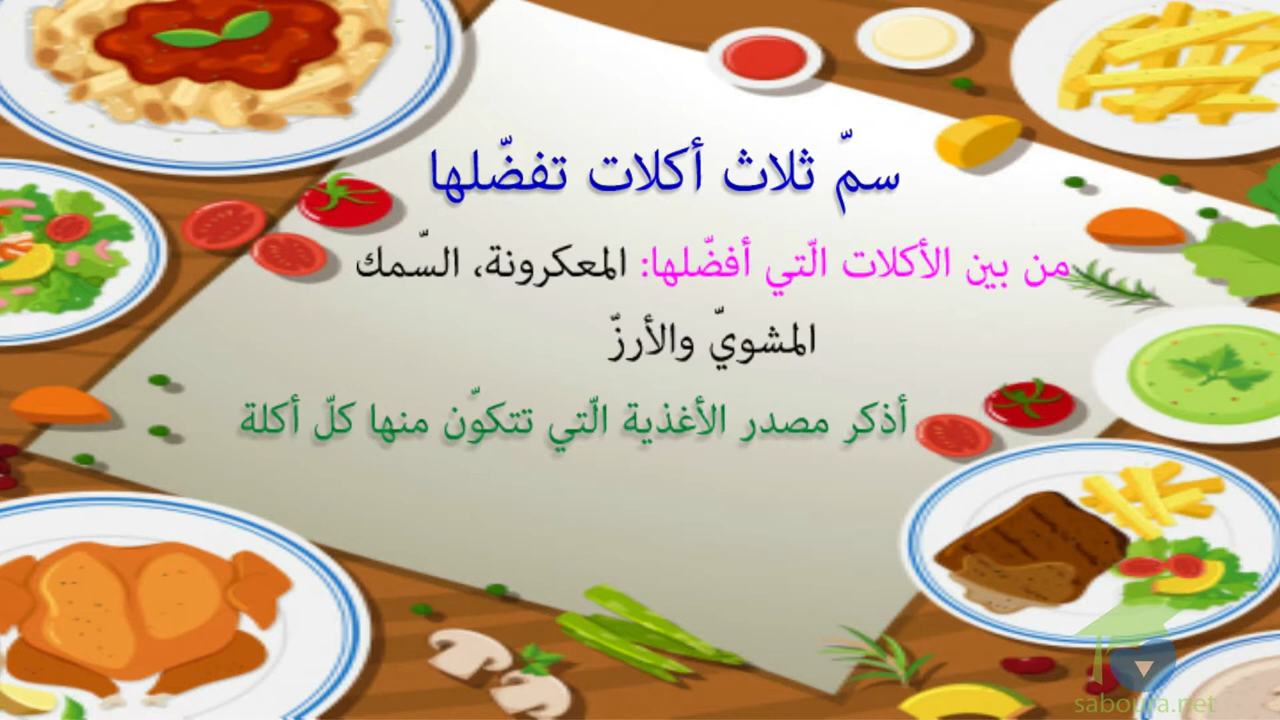 سمّ ثلاث أكلات تفضّلها
من بين الأكلات الّتي أفضّلها: المعكرونة، السّمك
المشويّ والأرزّ
أذكر مصدر الأغذية الّتي تتكوّن منها كلّ أكلة
sabourja.net